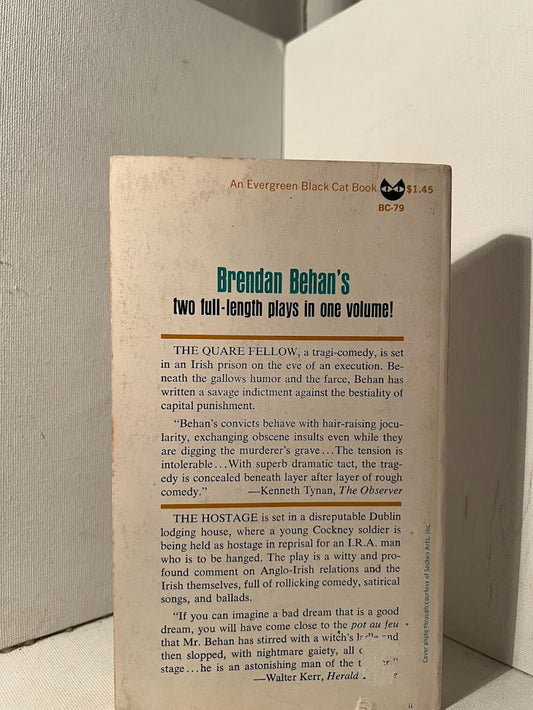 An Evergreen Black Cat Book $1.45
BC-79
Brendan Behan's
two full-length plays in one volume!
THE QUARE FELLOW, a tragi-comedy, is set
in an Irish prison on the eve of an execution. Be-
neath the gallows humor and the farce, Behan has
written a savage indictment against the bestiality of
capital punishment.
"Behan's convicts behave with hair-raising jocu-
larity, exchanging obscene insults even while they
are digging the murderer's grave...The tension is
intolerable...With superb dramatic tact, the trag-
edy is concealed beneath layer after layer of rough
comedy." —Kenneth Tynan, The Observer
THE HOSTAGE is set in a disreputable Dublin
lodging house, where a young Cockney soldier is
being held as hostage in reprisal for an I.R.A. man
who is to be hanged. The play is a witty and pro-
found comment on Anglo-Irish relations and the
Irish themselves, full of rollicking comedy, satirical
songs, and ballads.
"If you can imagine a bad dream that is a good
dream, you will have come close to the pot au feu
that Mr. Behan has stirred with a witch's and
then slopped, with nightmare gaiety, all
stage...he is an astonishing man of the
—Walter Kerr, Herald
Cover photo through courtesy of Spoken Arts, Inc.